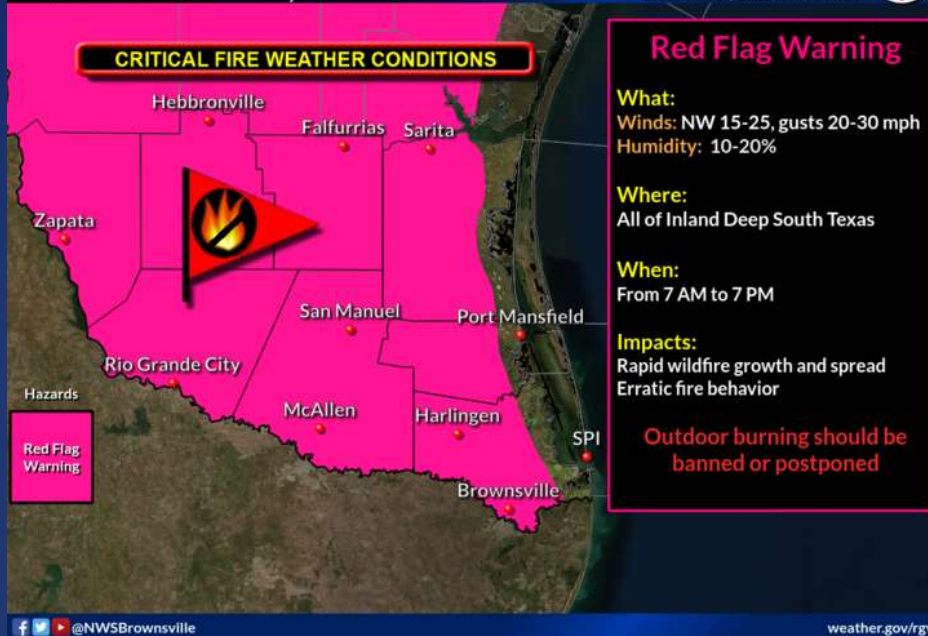 CRITICAL FIRE WEATHER CONDITIONS
Hebbronville
Falfurrias
Sarita
Zapata
San Manuel
Port Mansfield
Rio Grande City
McAllen
Harlingen
SPI
Brownsville
Hazards
Red Flag
Warning
Red Flag Warning
What:
Winds: NW 15-25, gusts 20-30 mph
Humidity: 10-20%
Where:
All of Inland Deep South Texas
When:
From 7 AM to 7 PM
Impacts:
Rapid wildfire growth and spread
Erratic fire behavior
Outdoor burning should be
banned or postponed
@NWSBrownsville
weather.gov/rgv